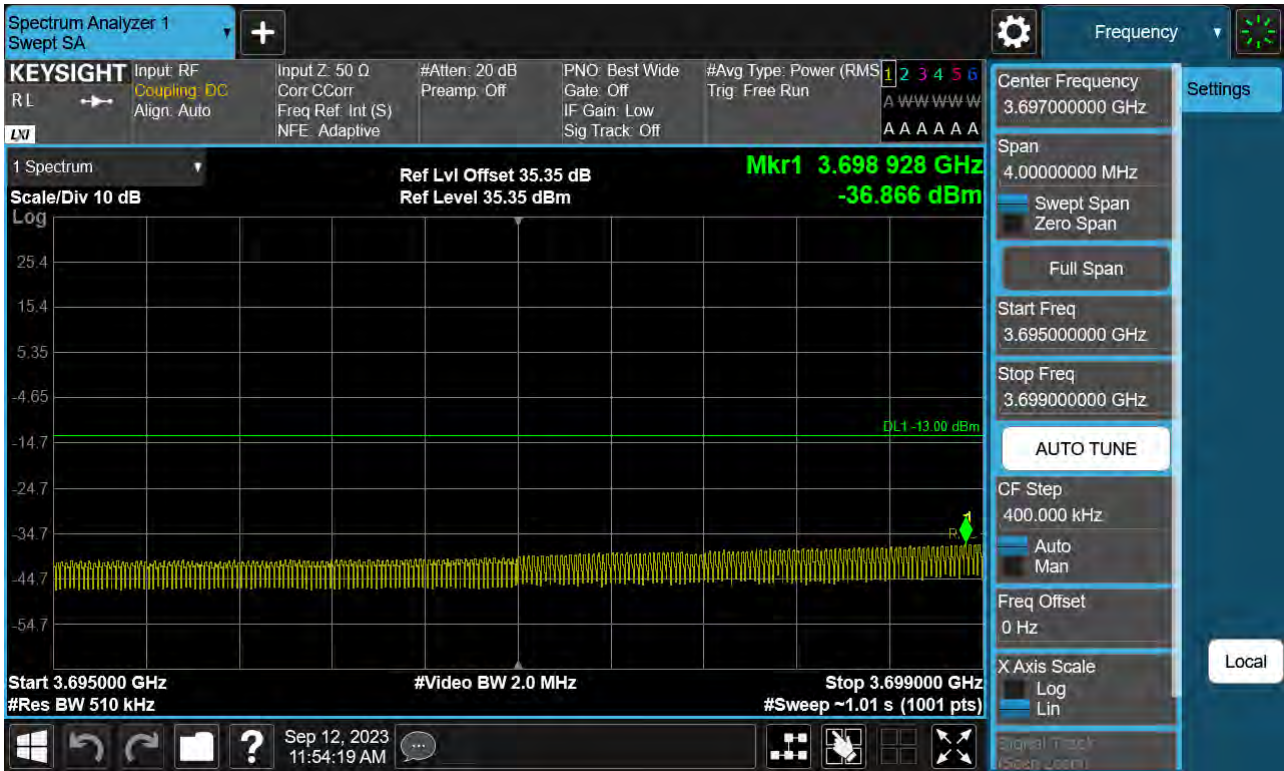 Spectrum Analyzer 1
Swept SA
+
Frequency
KEYSIGHT
RL
LXI
Input: RF
Coupling: DC
Align: Auto
Input Z: 50 Ω
Corr CCorr
Freq Ref: Int (S)
NFE: Adaptive
#Atten: 20 dB
Preamp: Off
PNO: Best Wide
Gate: Off
IF Gain: Low
Sig Track: Off
#Avg Type: Power (RMS
Trig: Free Run
1 2 3 4 5 6
A W W W W W
A A A A A A
1 Spectrum
Scale/Div 10 dB
Log
Ref Lvl Offset 35.35 dB
Ref Level 35.35 dBm
Mkr1 3.698 928 GHz
-36.866 dBm
25.4
15.4
5.35
-4.65
-14.7
-24.7
-34.7
-44.7
-54.7
DL1 -13.00 dBm
1
Start 3.695000 GHz
#Res BW 510 kHz
#Video BW 2.0 MHz
Stop 3.699000 GHz
#Sweep ~1.01 s (1001 pts)
Center Frequency
3.697000000 GHz
Settings
Span
4.00000000 MHz
Swept Span
Zero Span
Full Span
Start Freq
3.695000000 GHz
Stop Freq
3.699000000 GHz
AUTO TUNE
CF Step
400.000 kHz
Auto
Man
Freq Offset
0 Hz
X Axis Scale
Log
Lin
Signal Track
(Span Zoom)
Local
?
Sep 12, 2023
11:54:19 AM